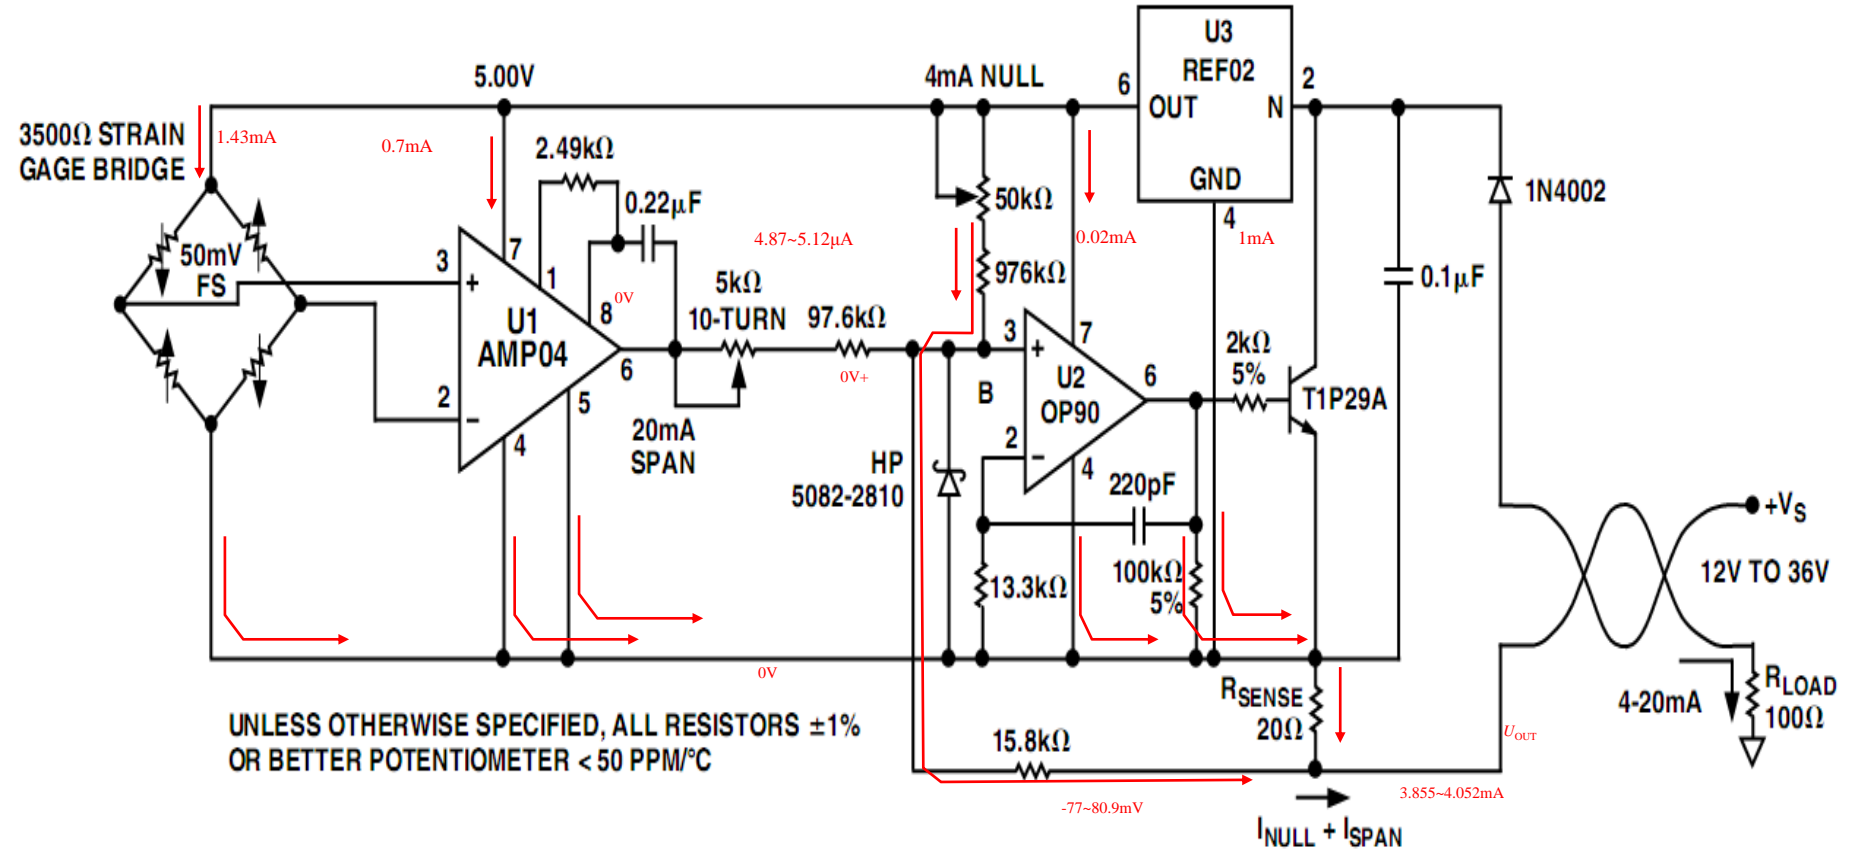 U3
REF02
6
OUT
2
N
GND
4
1mA
5.00V
4mA NULL
3500Ω STRAIN
GAGE BRIDGE
1.43mA
0.7mA
2.49kΩ
0.22µF
50mV
FS
3
+
7
1
8
0V
U1
AMP04
6
2
−
4
5
5kΩ
10-TURN
97.6kΩ
20mA
SPAN
4.87~5.12µA
0V+
50kΩ
976kΩ
0.02mA
3
+
7
B
U2
OP90
6
2
−
4
HP
5082-2810
220pF
13.3kΩ
100kΩ
5%
2kΩ
5%
T1P29A
0.1µF
1N4002
+VS
12V TO 36V
4-20mA
RLOAD
100Ω
0V
RSENSE
20Ω
UOUT
15.8kΩ
-77~80.9mV
3.855~4.052mA
INULL + ISPAN
UNLESS OTHERWISE SPECIFIED, ALL RESISTORS ±1%
OR BETTER POTENTIOMETER < 50 PPM/°C